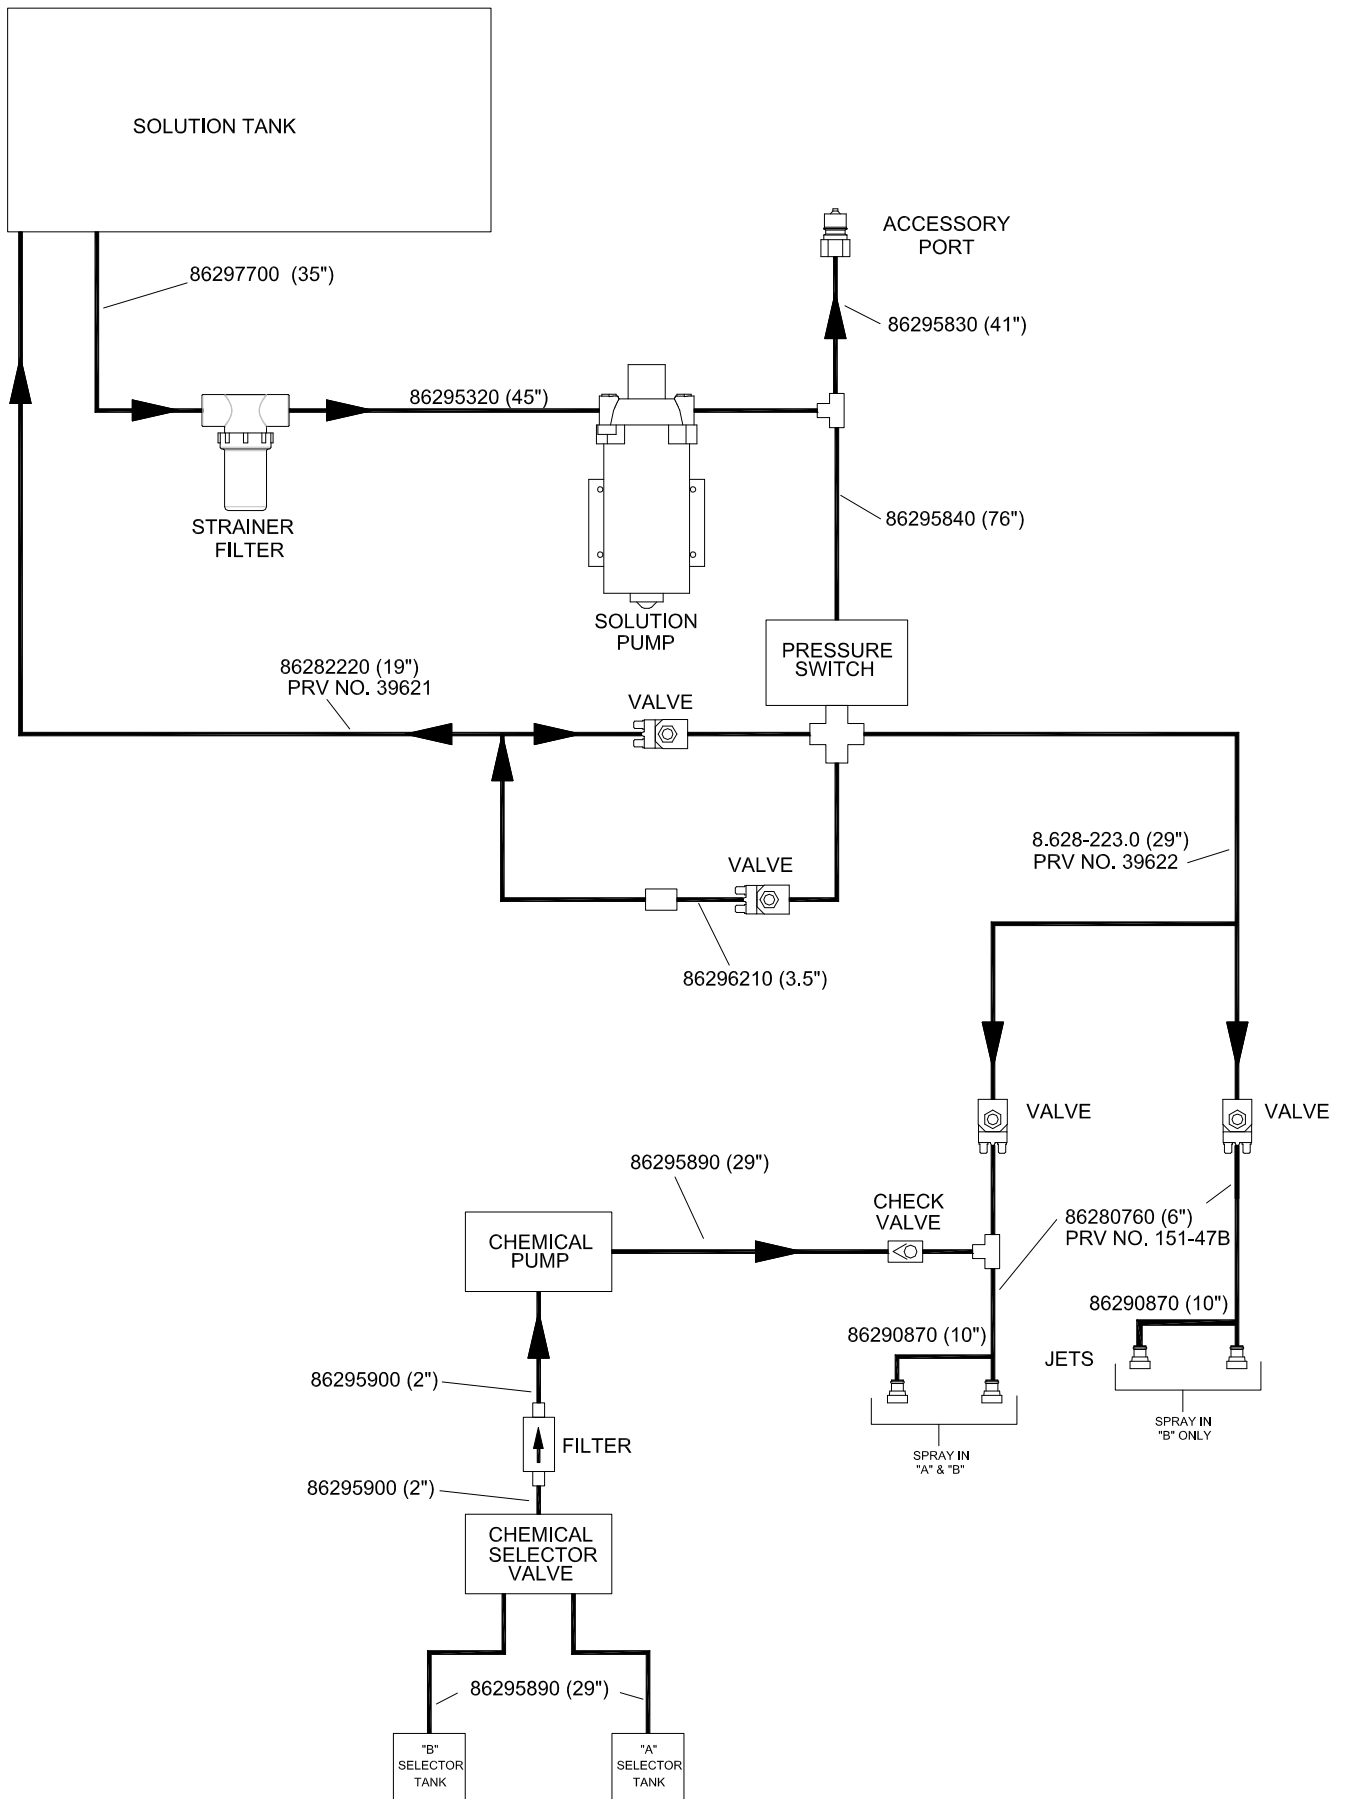 SOLUTION TANK
ACCESSORY
PORT
86297700 (35")
86295830 (41")
86295320 (45")
STRAINER
FILTER
86295840 (76")
SOLUTION
PUMP
PRESSURE
SWITCH
86282220 (19")
PRV NO. 39621
VALVE
8.628-223.0 (29")
PRV NO. 39622
VALVE
86296210 (3.5")
VALVE
VALVE
86295890 (29")
CHECK
VALVE
86280760 (6")
PRV NO. 151-47B
CHEMICAL
PUMP
86290870 (10")
86290870 (10")
JETS
86295900 (2")
SPRAY IN
"B" ONLY
FILTER
SPRAY IN
"A" & "B"
86295900 (2")
CHEMICAL
SELECTOR
VALVE
86295890 (29")
"B"
SELECTOR
TANK
"A"
SELECTOR
TANK